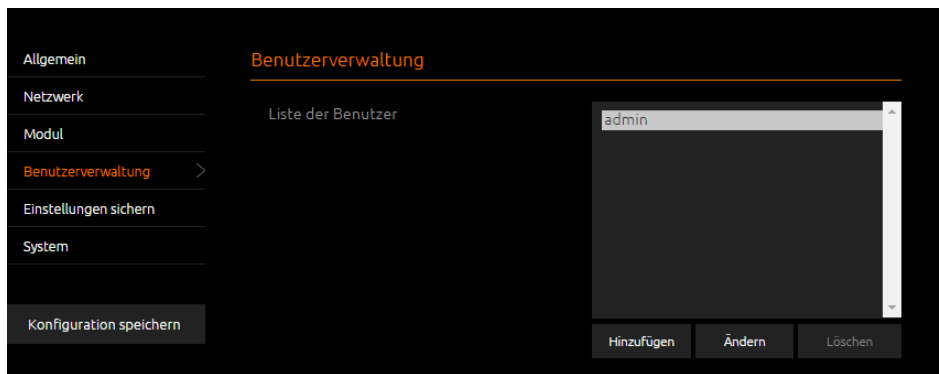 Allgemein
Netzwerk
Modul
Benutzerverwaltung
Einstellungen sichern
System
Konfiguration speichern
Benutzerverwaltung
Liste der Benutzer
admin
Hinzufügen
Ändern
Löschen